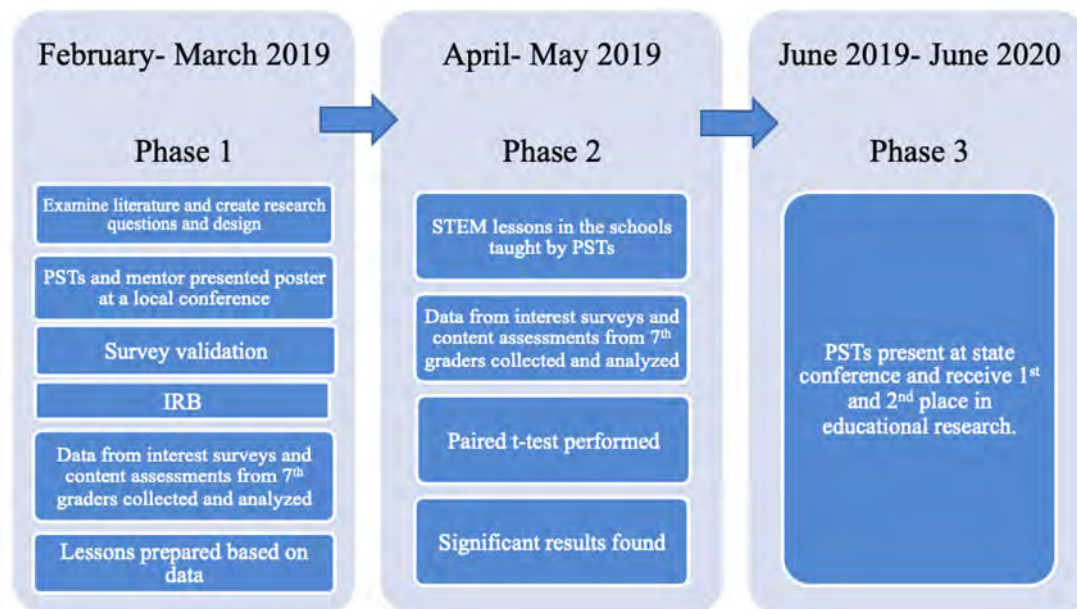 February- March 2019
Phase 1
Examine literature and create research
questions and design
PSTs and mentor presented poster
at a local conference
Survey validation
IRB
Data from interest surveys and
content assessments from 7th
graders collected and analyzed
Lessons prepared based on
data
April- May 2019
Phase 2
STEM lessons in the schools
taught by PSTs
Data from interest surveys and
content assessments from 7th
graders collected and analyzed
Paired t-test performed
Significant results found
June 2019- June 2020
Phase 3
PSTs present at state
conference and receive 1st
and 2nd place in
educational research.